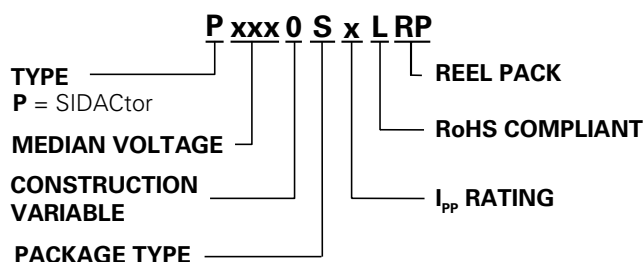 P xxx 0 S x L RP
TYPE
P = SIDACtor
MEDIAN VOLTAGE
CONSTRUCTION
VARIABLE
PACKAGE TYPE
REEL PACK
RoHS COMPLIANT
IPP RATING